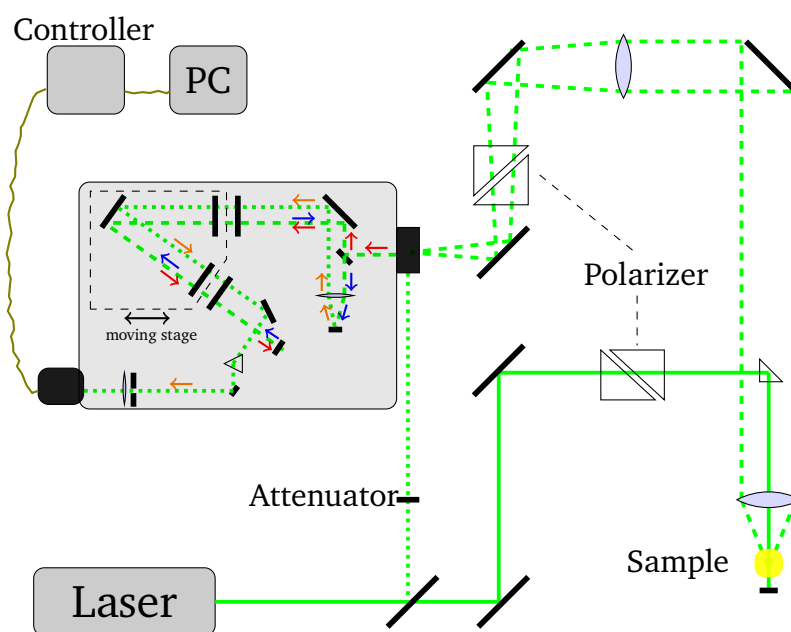 Controller
PC
Polarizer
moving stage
Attenuator
Sample
Laser